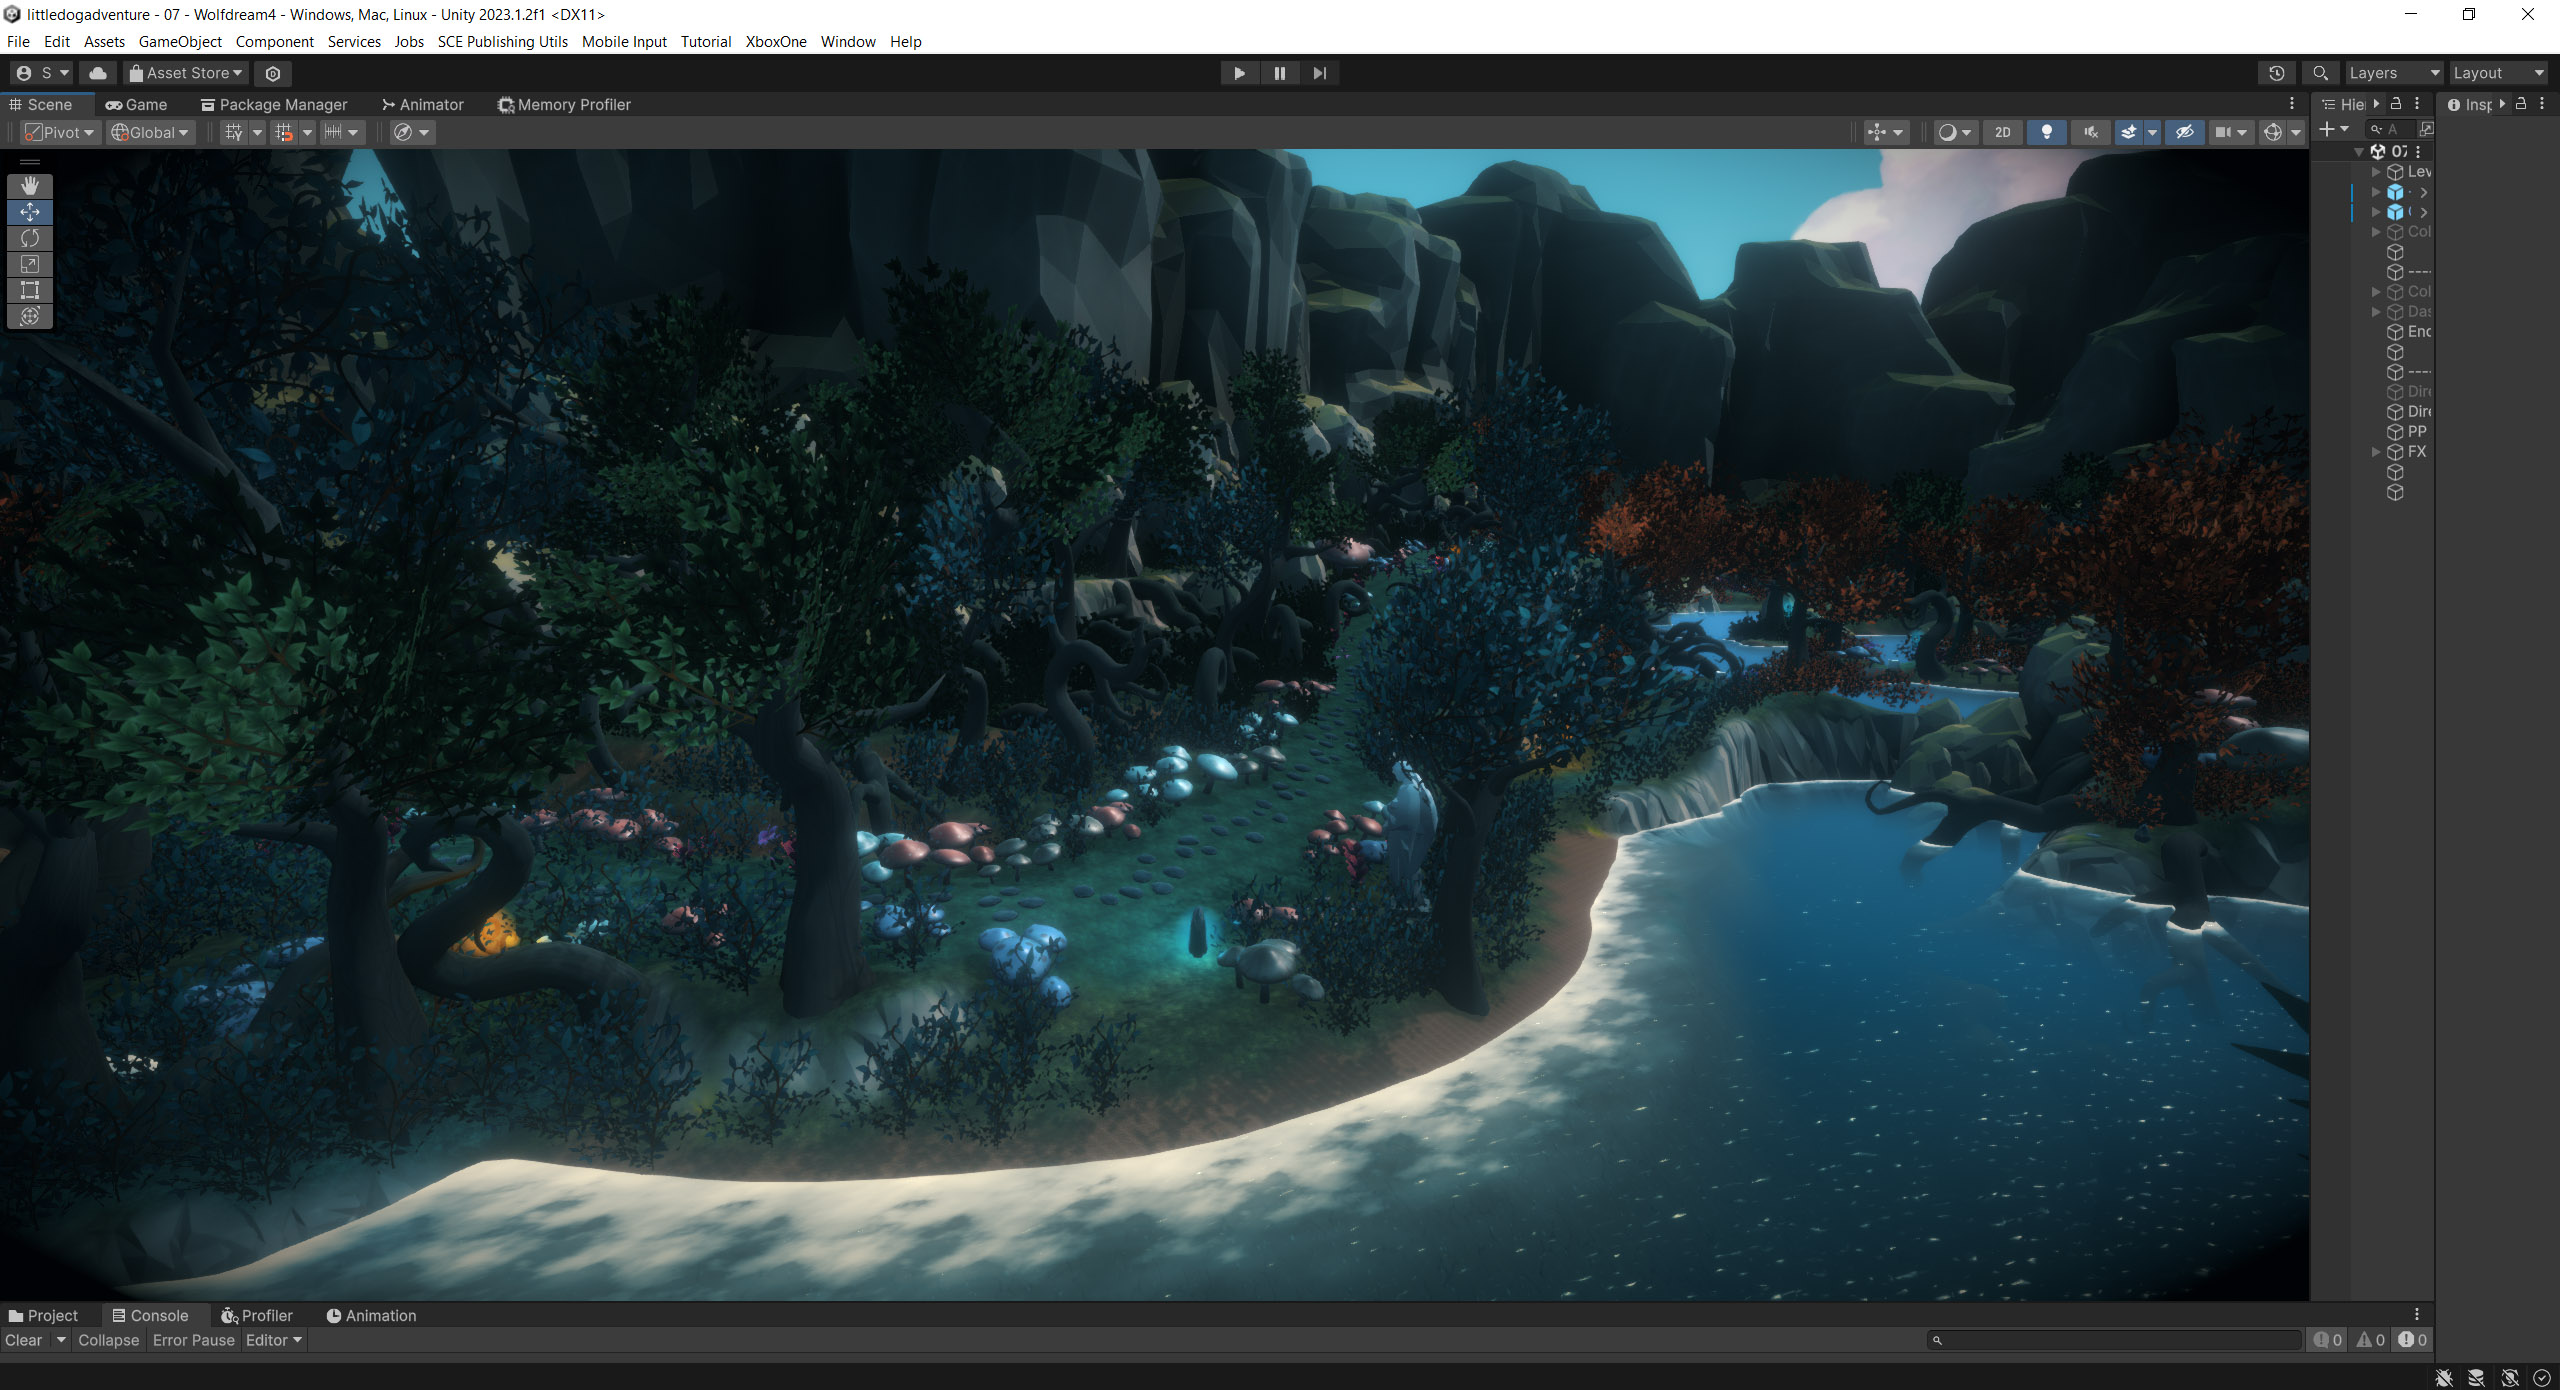 littledogadventure - 07 - Wolfdream4 - Windows, Mac, Linux - Unity 2023.1.2f1 <DX11>
File Edit Assets GameObject Component Services Jobs SCE Publishing Utils Mobile Input Tutorial XboxOne Window Help
S Asset Store Layers Layout
Scene Game Package Manager Animator Memory Profiler Hie Insp
Pivot Global 2D A
07
Lev
Col
----
Col
Das
Enc
----
Dire
Dire
PP
FX
Project Console Profiler Animation
Clear Collapse Error Pause Editor 0 0 0